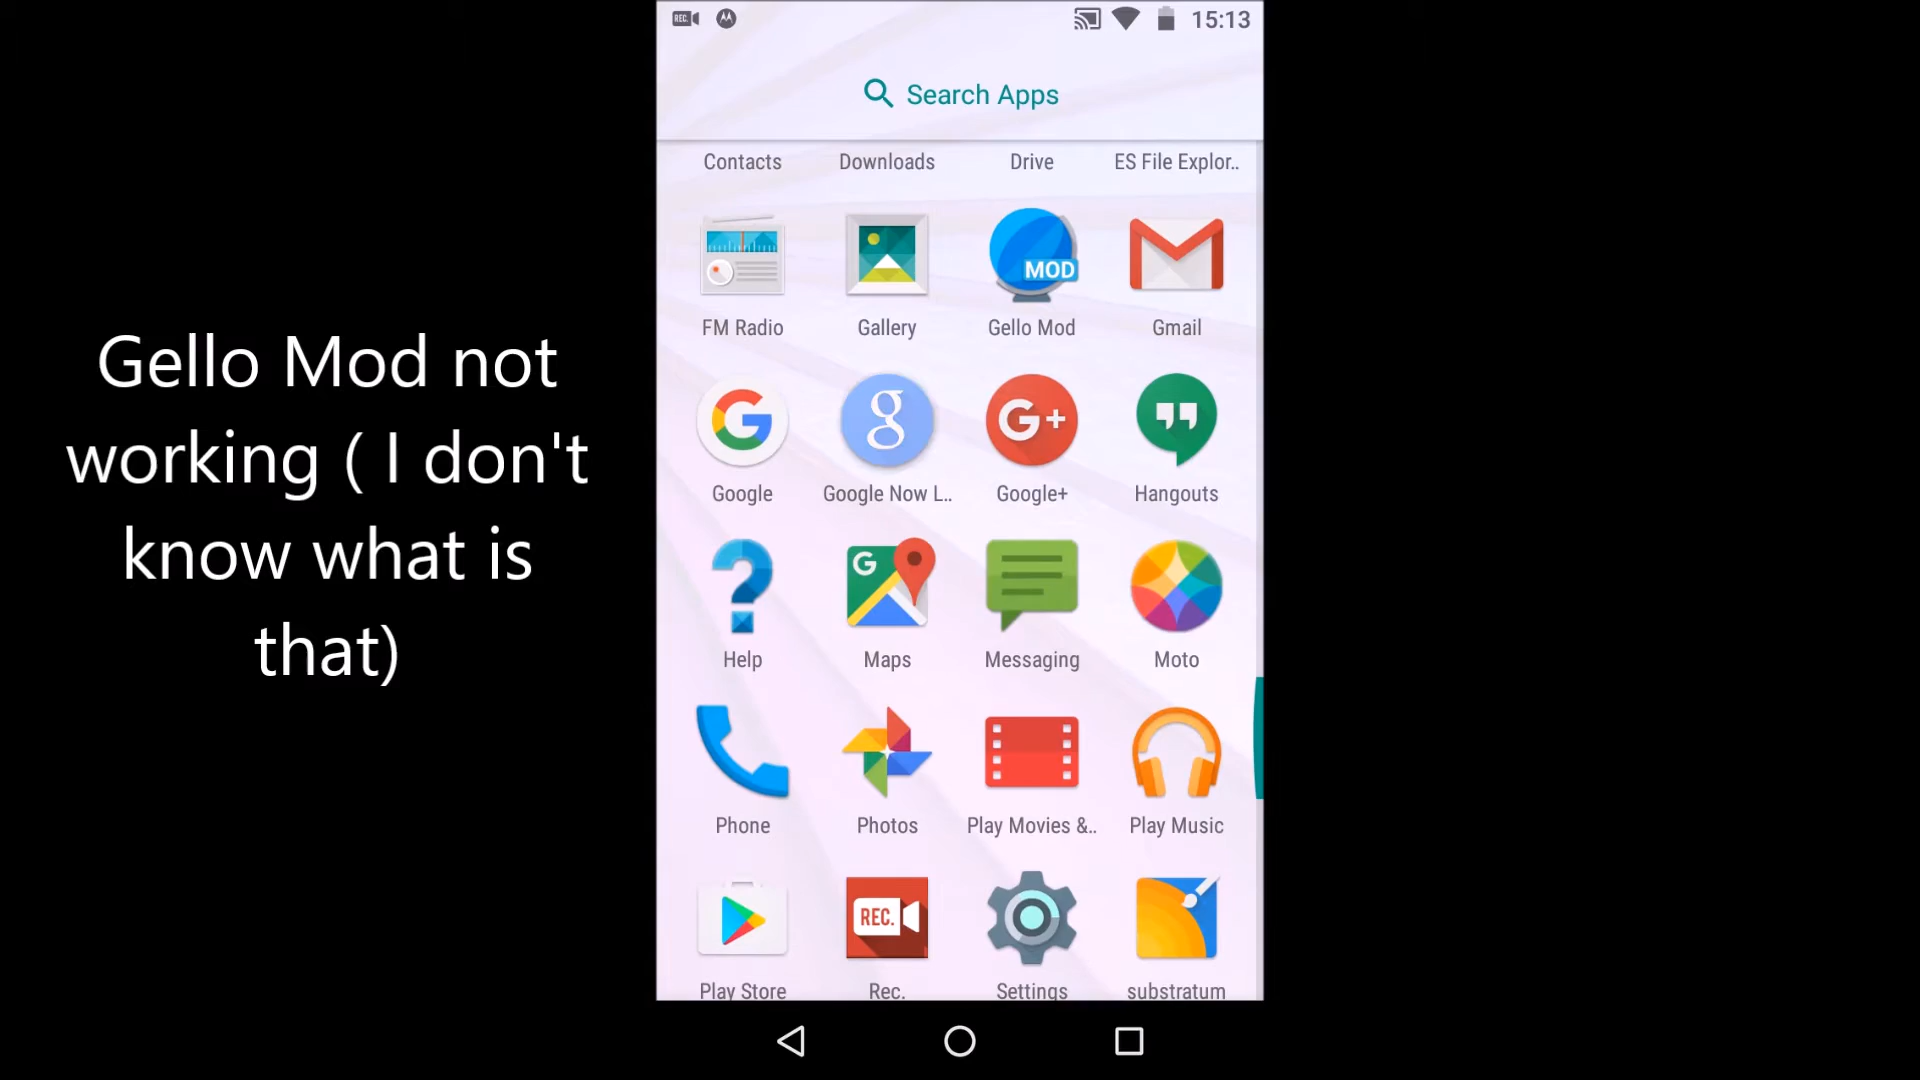 REC. 15:13
Search Apps
Contacts Downloads Drive ES File Explor..
MOD
FM Radio Gallery Gello Mod Gmail
G g G+
Google Google Now L.. Google+ Hangouts
G
Help Maps Messaging Moto
Phone Photos Play Movies &.. Play Music
REC.
Play Store Rec. Settings substratum
Gello Mod not
working ( I don't
know what is
that)